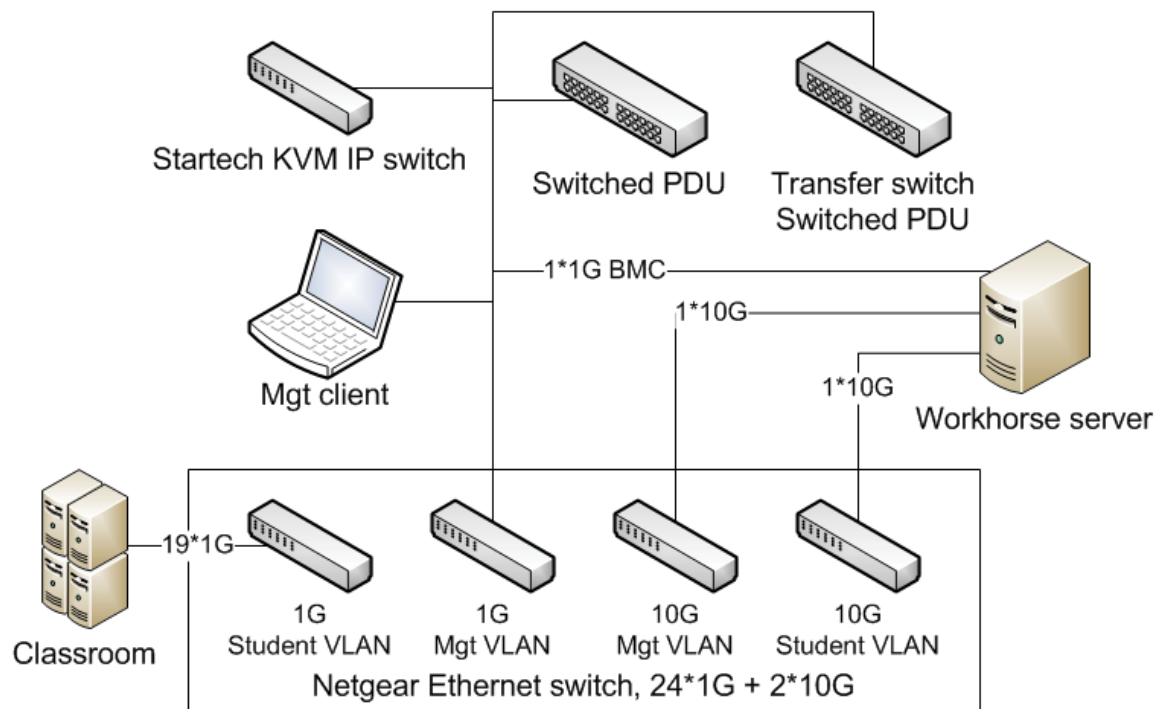 Startech KVM IP switch
Switched PDU
Transfer switch
Switched PDU
1*1G BMC
1*10G
1*10G
Mgt client
Workhorse server
19*1G
Classroom
1G
Student VLAN
1G
Mgt VLAN
10G
Mgt VLAN
10G
Student VLAN
Netgear Ethernet switch, 24*1G + 2*10G